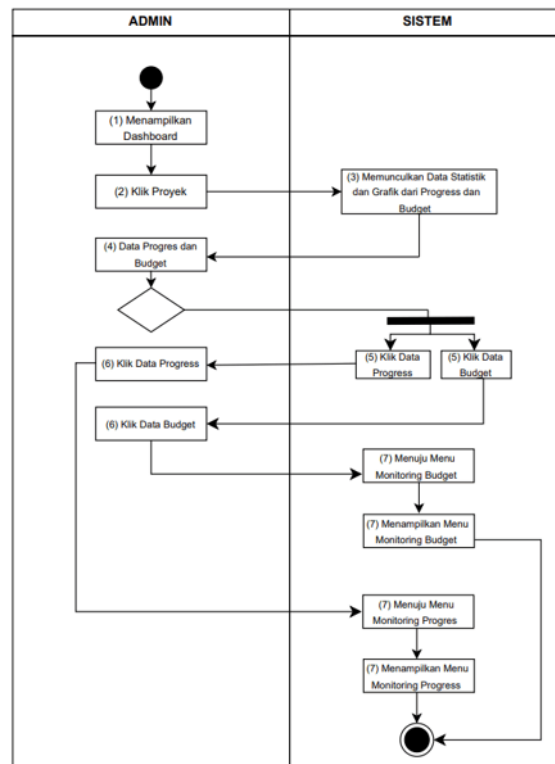 ADMIN
SISTEM
(1) Menampilkan
Dashboard
(2) Klik Proyek
(3) Memunculkan Data Statistik
dan Grafik dari Progress dan
Budget
(4) Data Progres dan
Budget
(5) Klik Data
Progress
(5) Klik Data
Budget
(6) Klik Data Progress
(6) Klik Data Budget
(7) Menuju Menu
Monitoring Budget
(7) Menampilkan Menu
Monitoring Budget
(7) Menuju Menu
Monitoring Progres
(7) Menampilkan Menu
Monitoring Progress